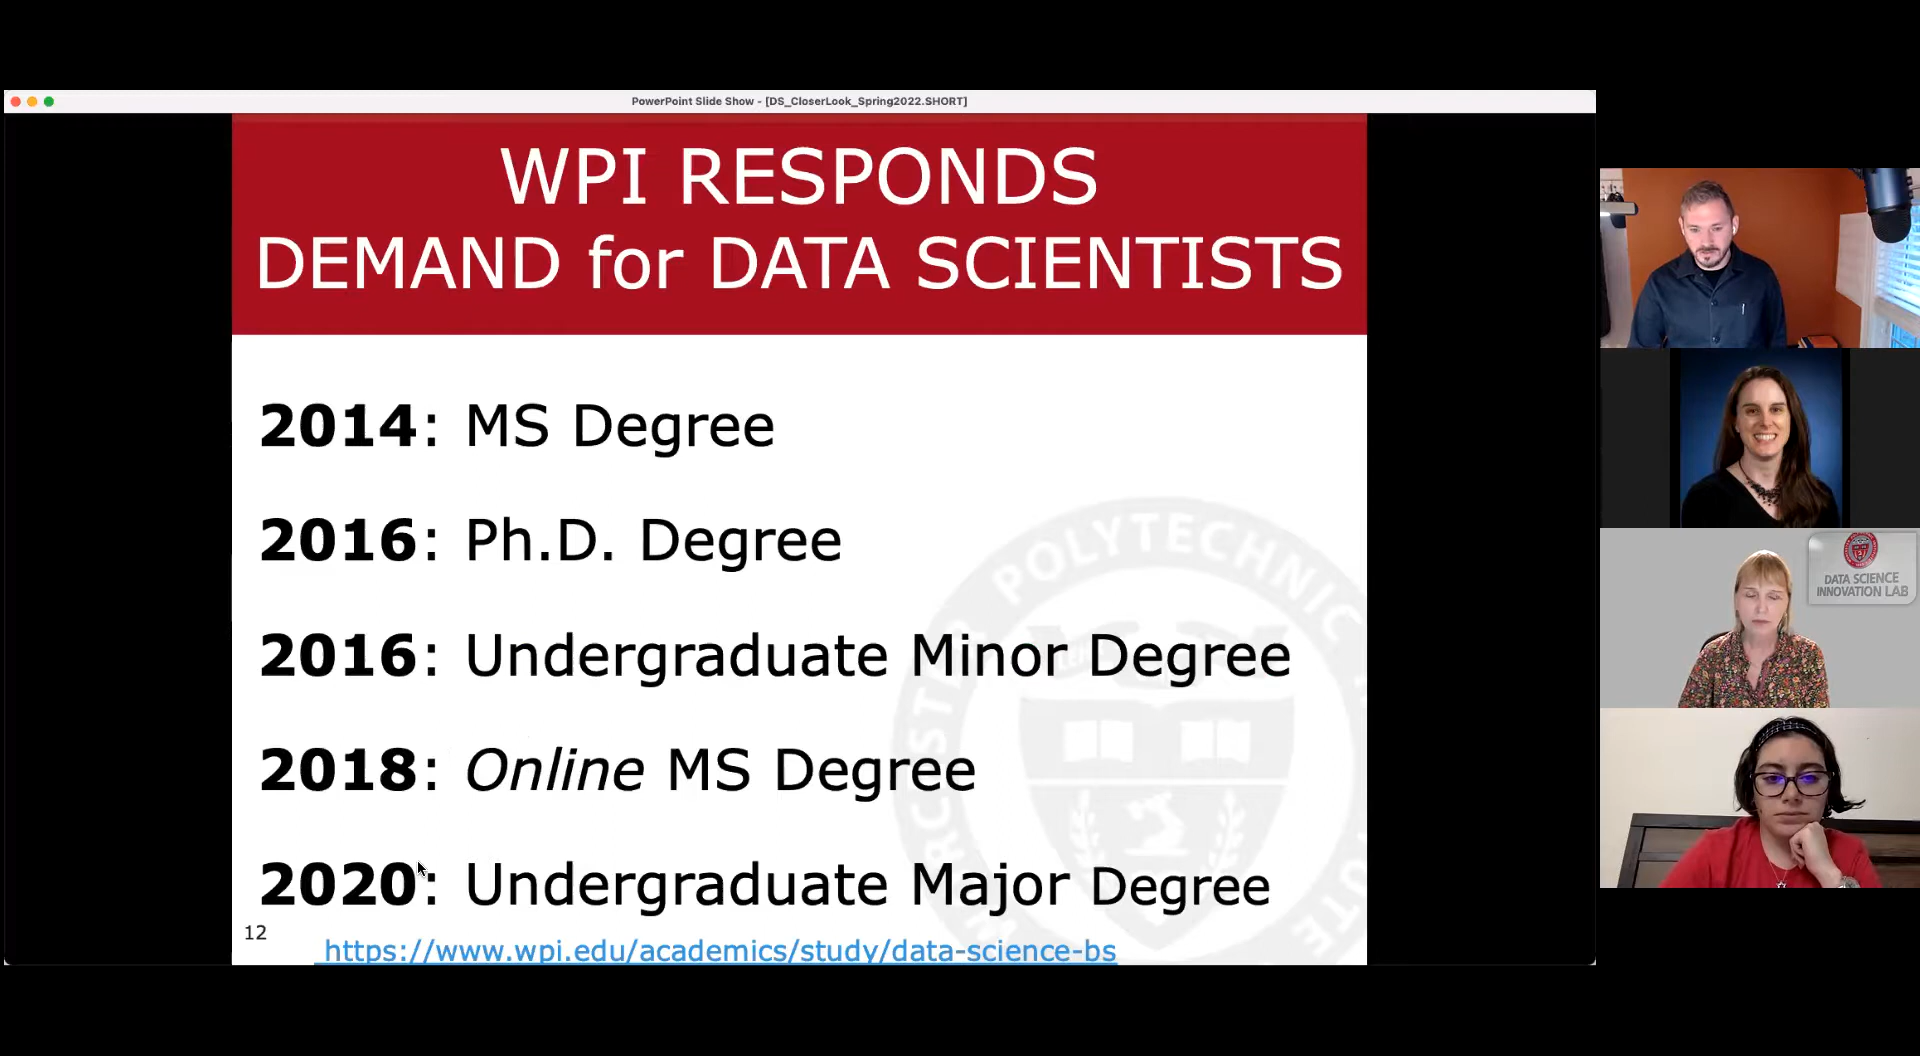 PowerPoint Slide Show - [DS_CloserLook_Spring2022.SHORT]
WPI RESPONDS
DEMAND for DATA SCIENTISTS
2014: MS Degree
2016: Ph.D. Degree
2016: Undergraduate Minor Degree
2018: Online MS Degree
2020: Undergraduate Major Degree
12
https://www.wpi.edu/academics/study/data-science-bs
POLYTECHNIC
DATA SCIENCE
INNOVATION LAB